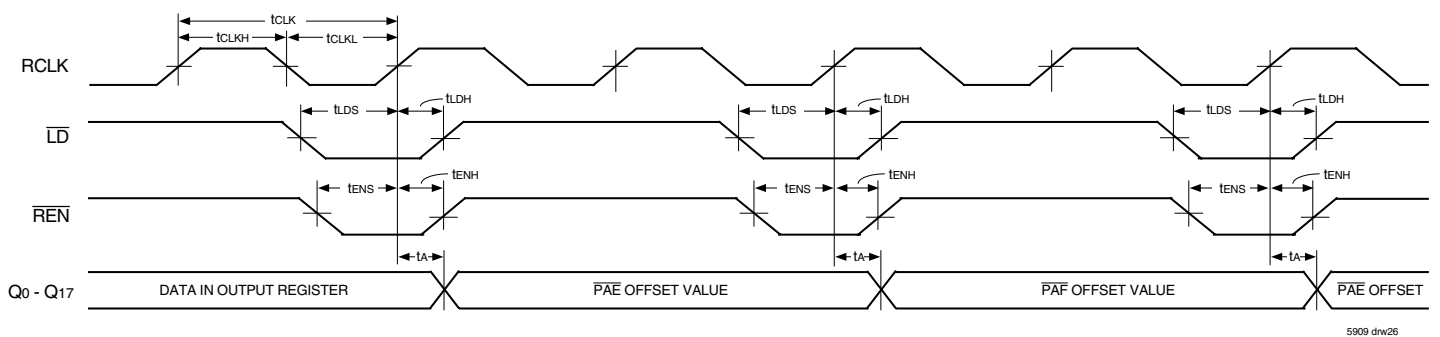 tCLK
tCLKH tCLKL
RCLK
tLDS tLDH tLDS tLDH tLDS tLDH
LD
tENS tENH tENS tENH tENS tENH
REN
tA tA tA
Q0 - Q17 DATA IN OUTPUT REGISTER PAE OFFSET VALUE PAF OFFSET VALUE PAE OFFSET
5909 drw26